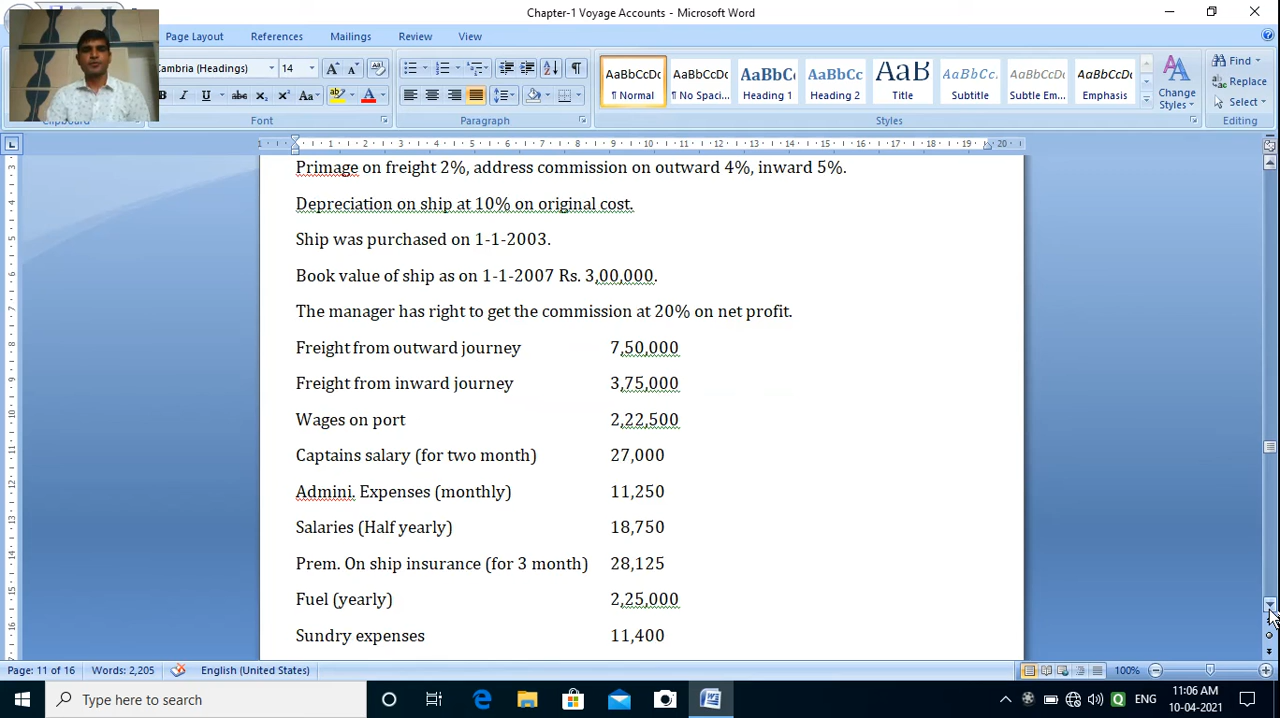 Chapter-1 Voyage Accounts - Microsoft Word
Page Layout References Mailings Review View
Cambria (Headings) 14
Find
Replace
Select
AaBbCcDc AaBbCcDc AaBbC AaBbCc AaB AaBbCc. AaBbCcDc AaBbCcDc
¶ Normal ¶ No Spaci... Heading 1 Heading 2 Title Subtitle Subtle Em... Emphasis
Change
Styles
Font Paragraph Styles Editing
Primage on freight 2%, address commission on outward 4%, inward 5%.
Depreciation on ship at 10% on original cost.
Ship was purchased on 1-1-2003.
Book value of ship as on 1-1-2007 Rs. 3,00,000.
The manager has right to get the commission at 20% on net profit.
Freight from outward journey 7,50,000
Freight from inward journey 3,75,000
Wages on port 2,22,500
Captains salary (for two month) 27,000
Admini. Expenses (monthly) 11,250
Salaries (Half yearly) 18,750
Prem. On ship insurance (for 3 month) 28,125
Fuel (yearly) 2,25,000
Sundry expenses 11,400
Page: 11 of 16 Words: 2,205 English (United States) 100%
Type here to search
ENG
11:06 AM
10-04-2021